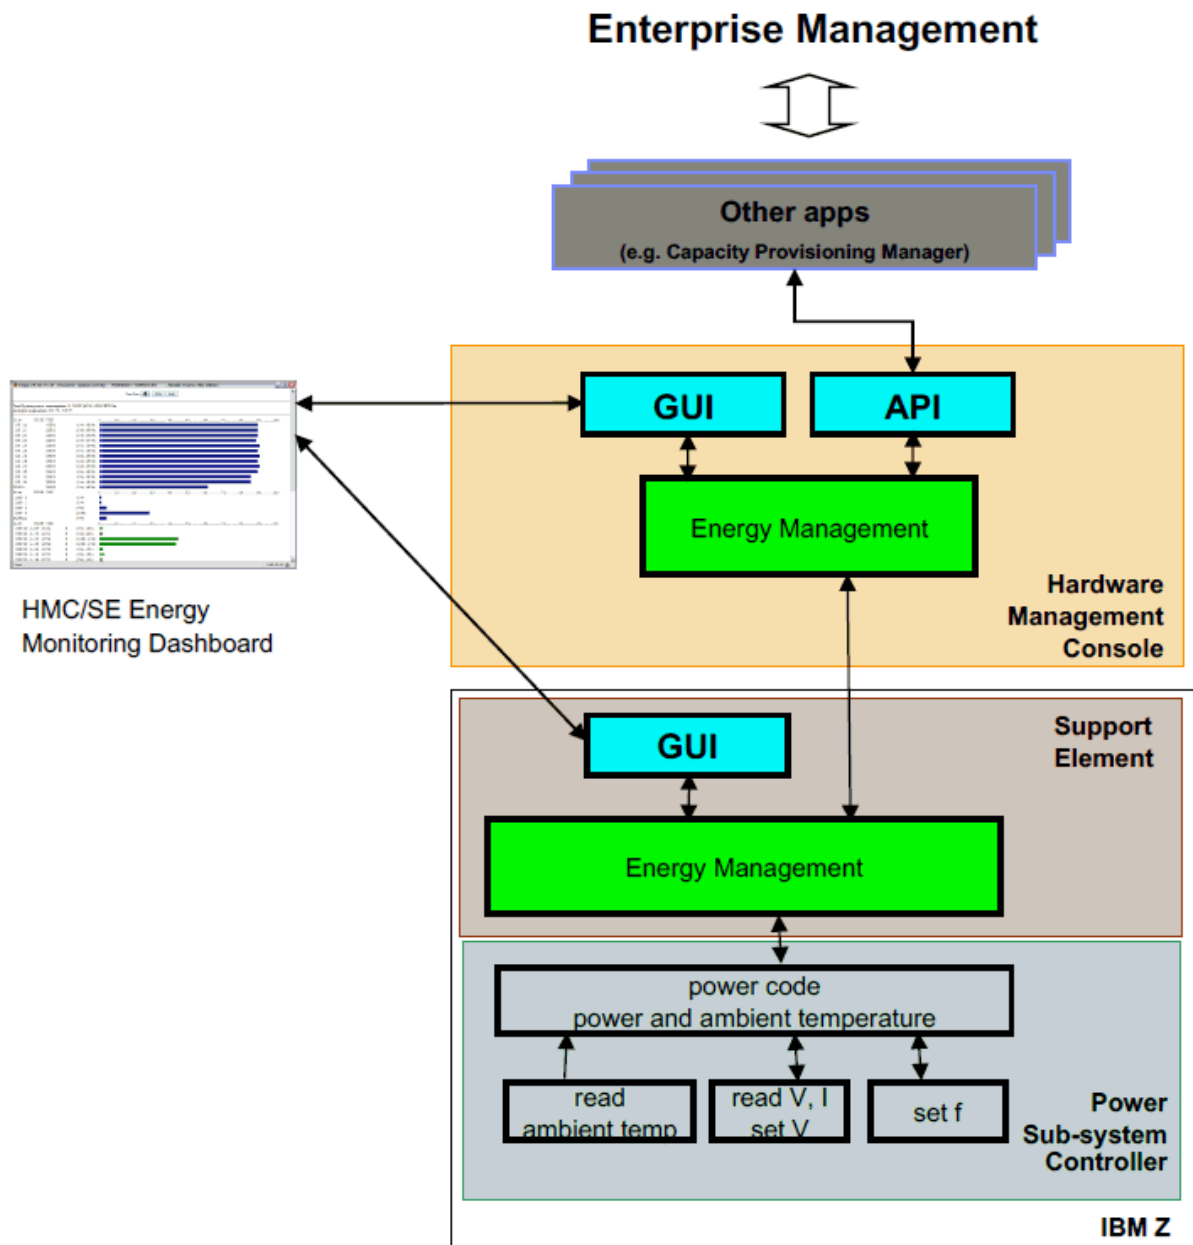 Enterprise Management
Other apps
(e.g. Capacity Provisioning Manager)
GUI
API
Energy Management
Hardware
Management
Console
HMC/SE Energy
Monitoring Dashboard
GUI
Support
Element
Energy Management
power code
power and ambient temperature
read
ambient temp
read V, I
set V
set f
Power
Sub-system
Controller
IBM Z